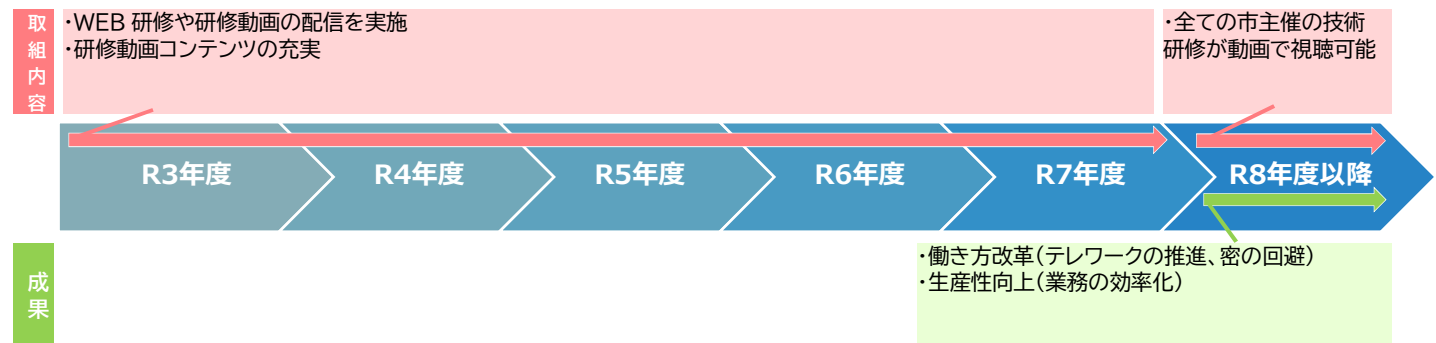 取組内容
・WEB 研修や研修動画の配信を実施
・研修動画コンテンツの充実
・全ての市主催の技術
研修が動画で視聴可能
R3年度
R4年度
R5年度
R6年度
R7年度
R8年度以降
成果
・働き方改革(テレワークの推進、密の回避)
・生産性向上(業務の効率化)